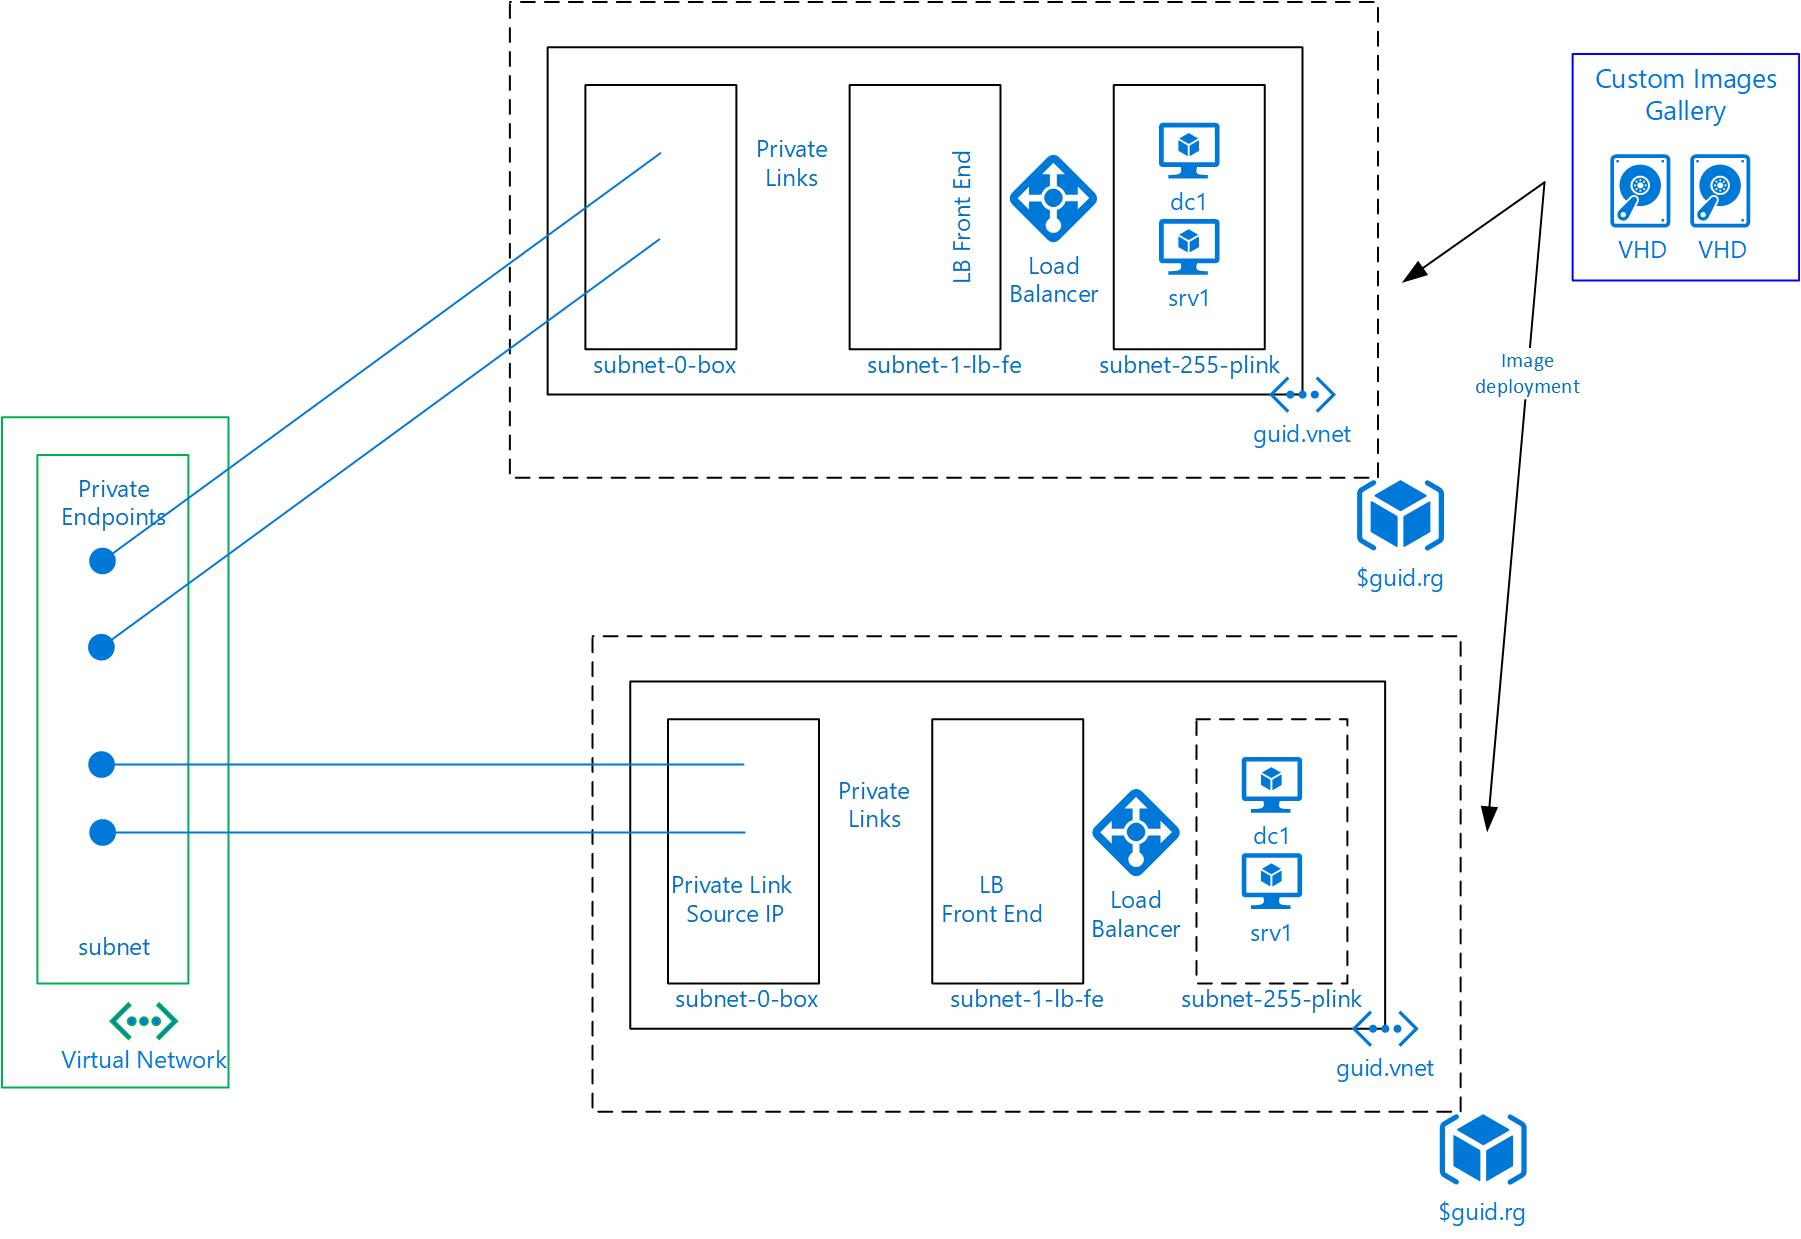 Custom Images
Gallery
VHD
VHD
Private
Links
LB Front End
Load
Balancer
dc1
srv1
subnet-0-box
subnet-1-lb-fe
subnet-255-plink
guid.vnet
$guid.rg
Image
deployment
Private
Endpoints
subnet
Virtual Network
Private
Links
Private Link
Source IP
LB
Front End
Load
Balancer
dc1
srv1
subnet-0-box
subnet-1-lb-fe
subnet-255-plink
guid.vnet
$guid.rg